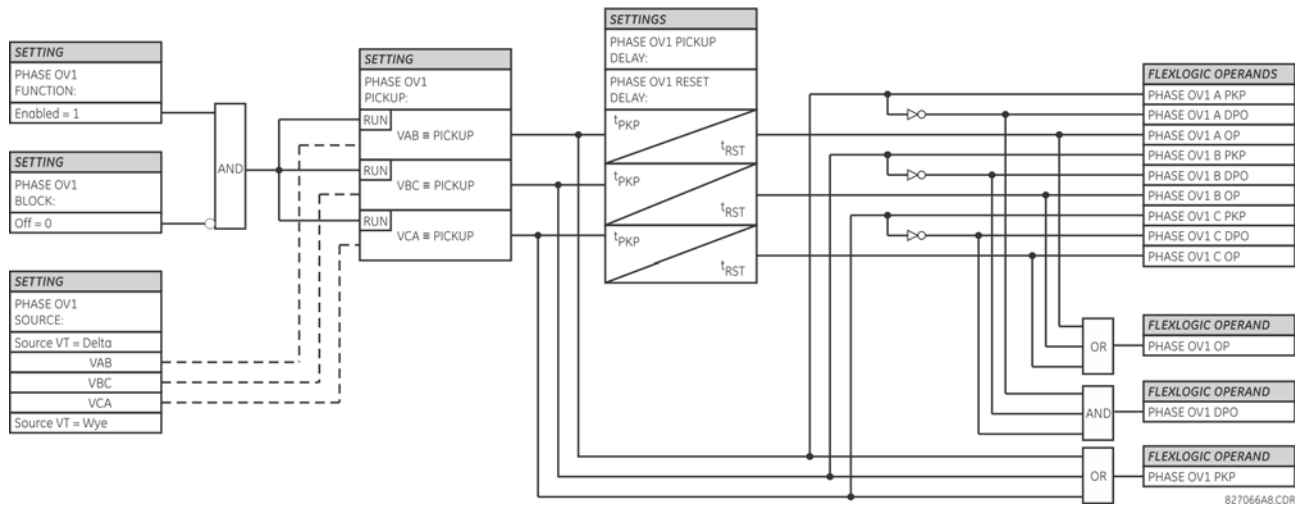 SETTING
PHASE OV1
FUNCTION:
Enabled = 1
SETTING
PHASE OV1
BLOCK:
Off = 0
SETTING
PHASE OV1
SOURCE:
Source VT = Delta
VAB
VBC
VCA
Source VT = Wye
AND
SETTING
PHASE OV1
PICKUP:
RUN
VAB ≡ PICKUP
RUN
VBC ≡ PICKUP
RUN
VCA ≡ PICKUP
SETTINGS
PHASE OV1 PICKUP
DELAY:
PHASE OV1 RESET
DELAY:
tPKP
tRST
tPKP
tRST
tPKP
tRST
FLEXLOGIC OPERANDS
PHASE OV1 A PKP
PHASE OV1 A DPO
PHASE OV1 A OP
PHASE OV1 B PKP
PHASE OV1 B DPO
PHASE OV1 B OP
PHASE OV1 C PKP
PHASE OV1 C DPO
PHASE OV1 C OP
OR
FLEXLOGIC OPERAND
PHASE OV1 OP
AND
FLEXLOGIC OPERAND
PHASE OV1 DPO
OR
FLEXLOGIC OPERAND
PHASE OV1 PKP
827066A8.CDR